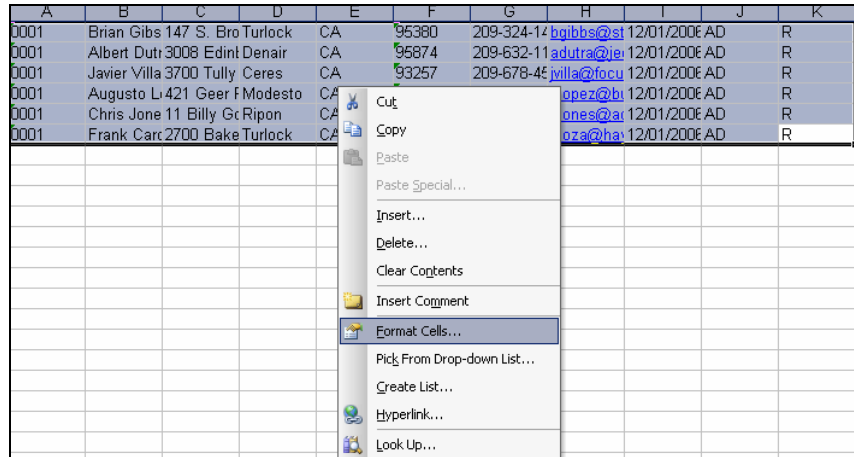 A B C D E F G H I J K
0001 Brian Gibs 147 S. Bro Turlock CA 95380 209-324-14 bgibbs@st 12/01/2006 AD R
0001 Albert Dutr 3008 Edinb Denair CA 95874 209-632-11 adutra@je 12/01/2006 AD R
0001 Javier Villa 3700 Tully Ceres CA 93257 209-678-45 jvilla@focu 12/01/2006 AD R
0001 Augusto L 421 Geer F Modesto CA opez@bu 12/01/2006 AD R
0001 Chris Jone 11 Billy Go Ripon CA ones@ac 12/01/2006 AD R
0001 Frank Card 2700 Bake Turlock CA oza@hay 12/01/2006 AD R
Cut
Copy
Paste
Paste Special...
Insert...
Delete...
Clear Contents
Insert Comment
Format Cells...
Pick From Drop-down List...
Create List...
Hyperlink...
Look Up...